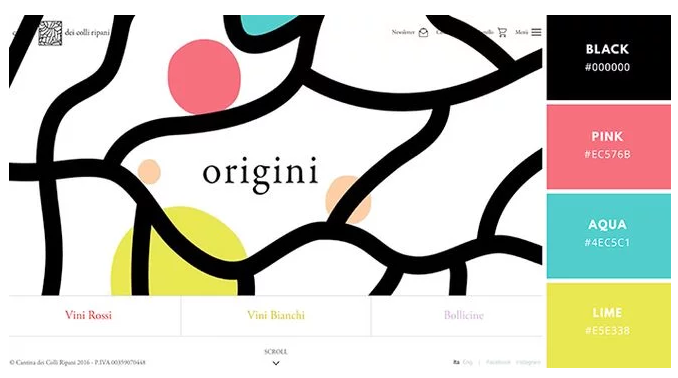 dei colli ripani
Newsletter
Menù
origini
Vini Rossi
Vini Bianchi
Bollicine
SCROLL
© Cantina dei Colli Ripani 2016 - P.IVA 00359070448
Ita Eng | Facebook Instagram
BLACK
#000000
PINK
#EC576B
AQUA
#4EC5C1
LIME
#E5E338